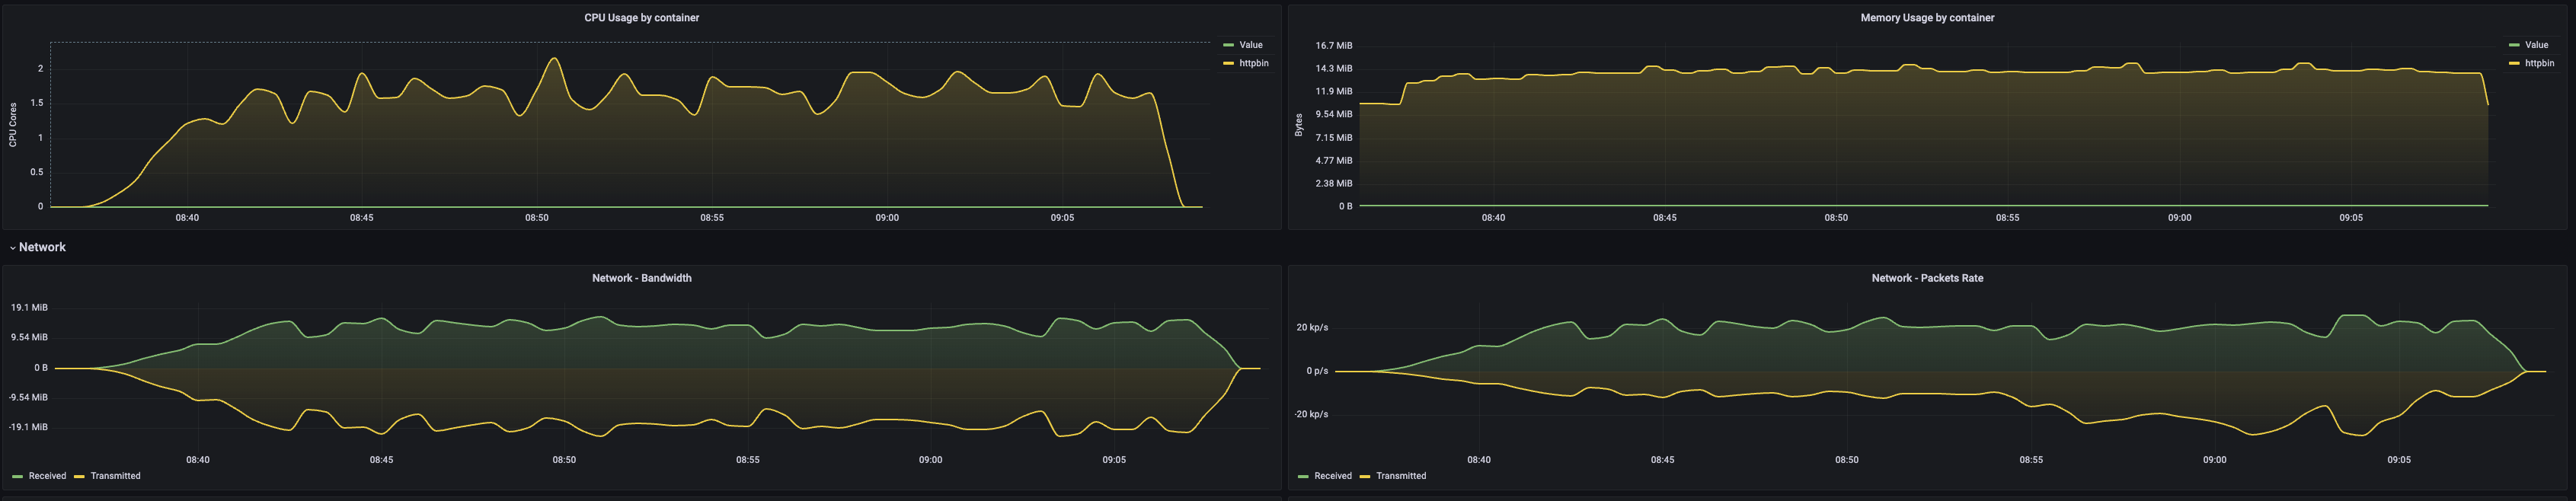 CPU Usage by container
CPU Cores
2
1.5
1
0.5
0
08:40 08:45 08:50 08:55 09:00 09:05
Value
httpbin
Memory Usage by container
Bytes
16.7 MiB
14.3 MiB
11.9 MiB
9.54 MiB
7.15 MiB
4.77 MiB
2.38 MiB
0 B
08:40 08:45 08:50 08:55 09:00 09:05
Value
httpbin
Network
Network - Bandwidth
19.1 MiB
9.54 MiB
0 B
-9.54 MiB
-19.1 MiB
08:40 08:45 08:50 08:55 09:00 09:05
Received Transmitted
Network - Packets Rate
20 kp/s
0 p/s
-20 kp/s
08:40 08:45 08:50 08:55 09:00 09:05
Received Transmitted